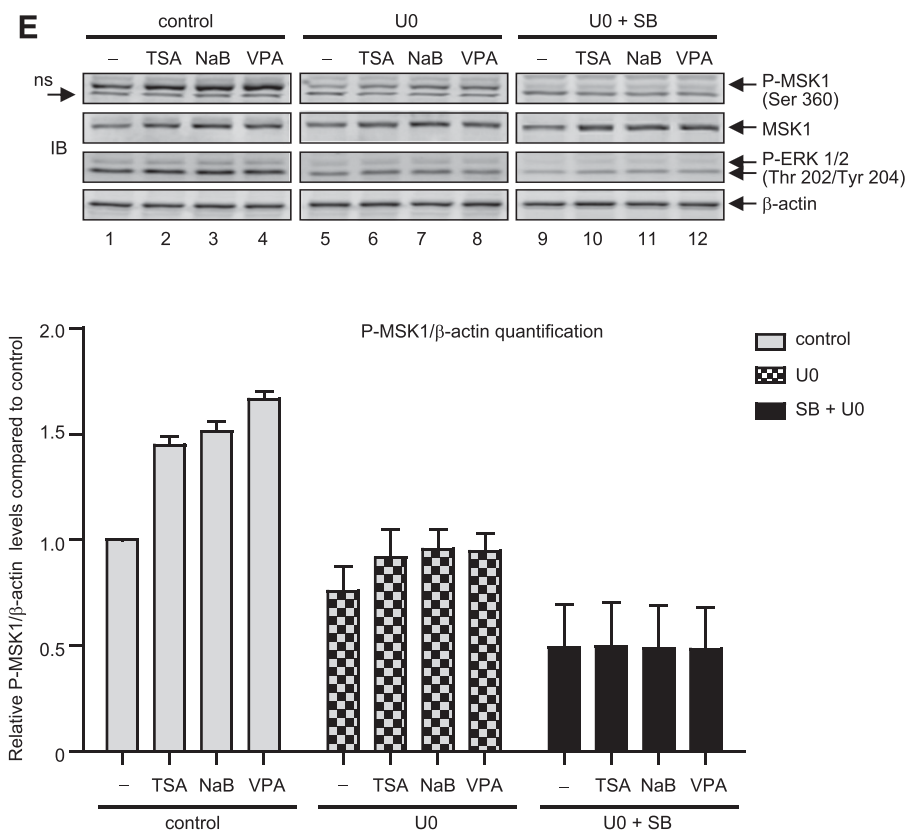 E
control U0 U0 + SB
– TSA NaB VPA – TSA NaB VPA – TSA NaB VPA
ns
P-MSK1
(Ser 360)
MSK1
IB
P-ERK 1/2
(Thr 202/Tyr 204)
β-actin
1 2 3 4 5 6 7 8 9 10 11 12
P-MSK1/β-actin quantification
Relative P-MSK1/β-actin levels compared to control
2.0
1.5
1.0
0.5
0
control
U0
SB + U0
– TSA NaB VPA – TSA NaB VPA – TSA NaB VPA
control U0 U0 + SB